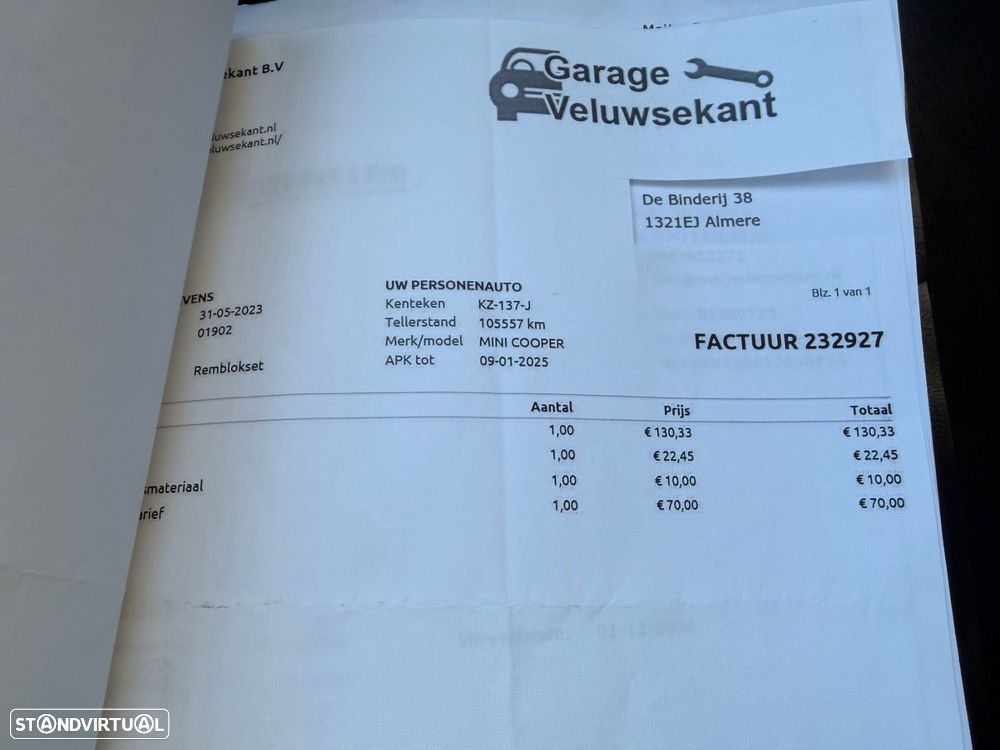 ekant B.V
Garage
Veluwsekant
luwsekant.nl
eluwsekant.nl/
De Binderij 38
1321EJ Almere
VENS
31-05-2023
01902
Remblokset
UW PERSONENAUTO
Kenteken KZ-137-J
Tellerstand 105557 km
Merk/model MINI COOPER
APK tot 09-01-2025
Blz. 1 van 1
FACTUUR 232927
Aantal Prijs Totaal
1,00 € 130,33 € 130,33
1,00 € 22,45 € 22,45
smateriaal 1,00 € 10,00 € 10,00
arief 1,00 € 70,00 € 70,00
STANDVIRTUAL